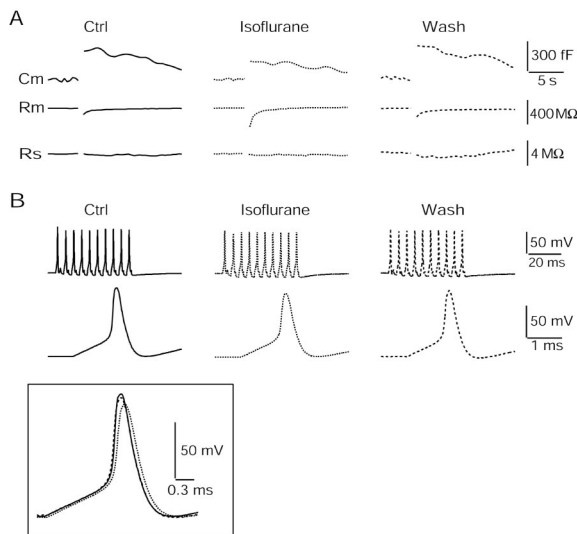 A
Ctrl
Isoflurane
Wash
Cm
300 fF
5 s
Rm
400 MΩ
Rs
4 MΩ
B
Ctrl
Isoflurane
Wash
50 mV
20 ms
50 mV
1 ms
50 mV
0.3 ms